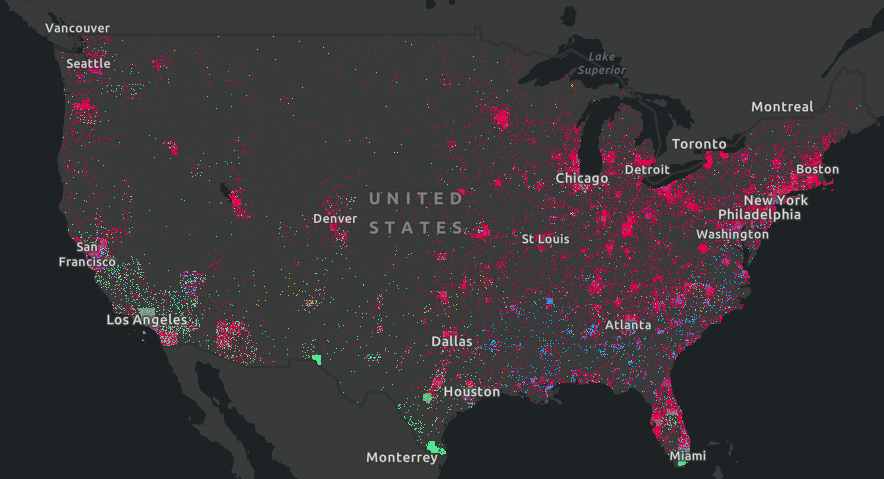 Vancouver
Seattle
Lake
Superior
Montreal
Toronto
Boston
Detroit
Chicago
New York
Philadelphia
UNITED
STATES
Denver
St Louis
Washington
San
Francisco
Los Angeles
Atlanta
Dallas
Houston
Monterrey
Miami